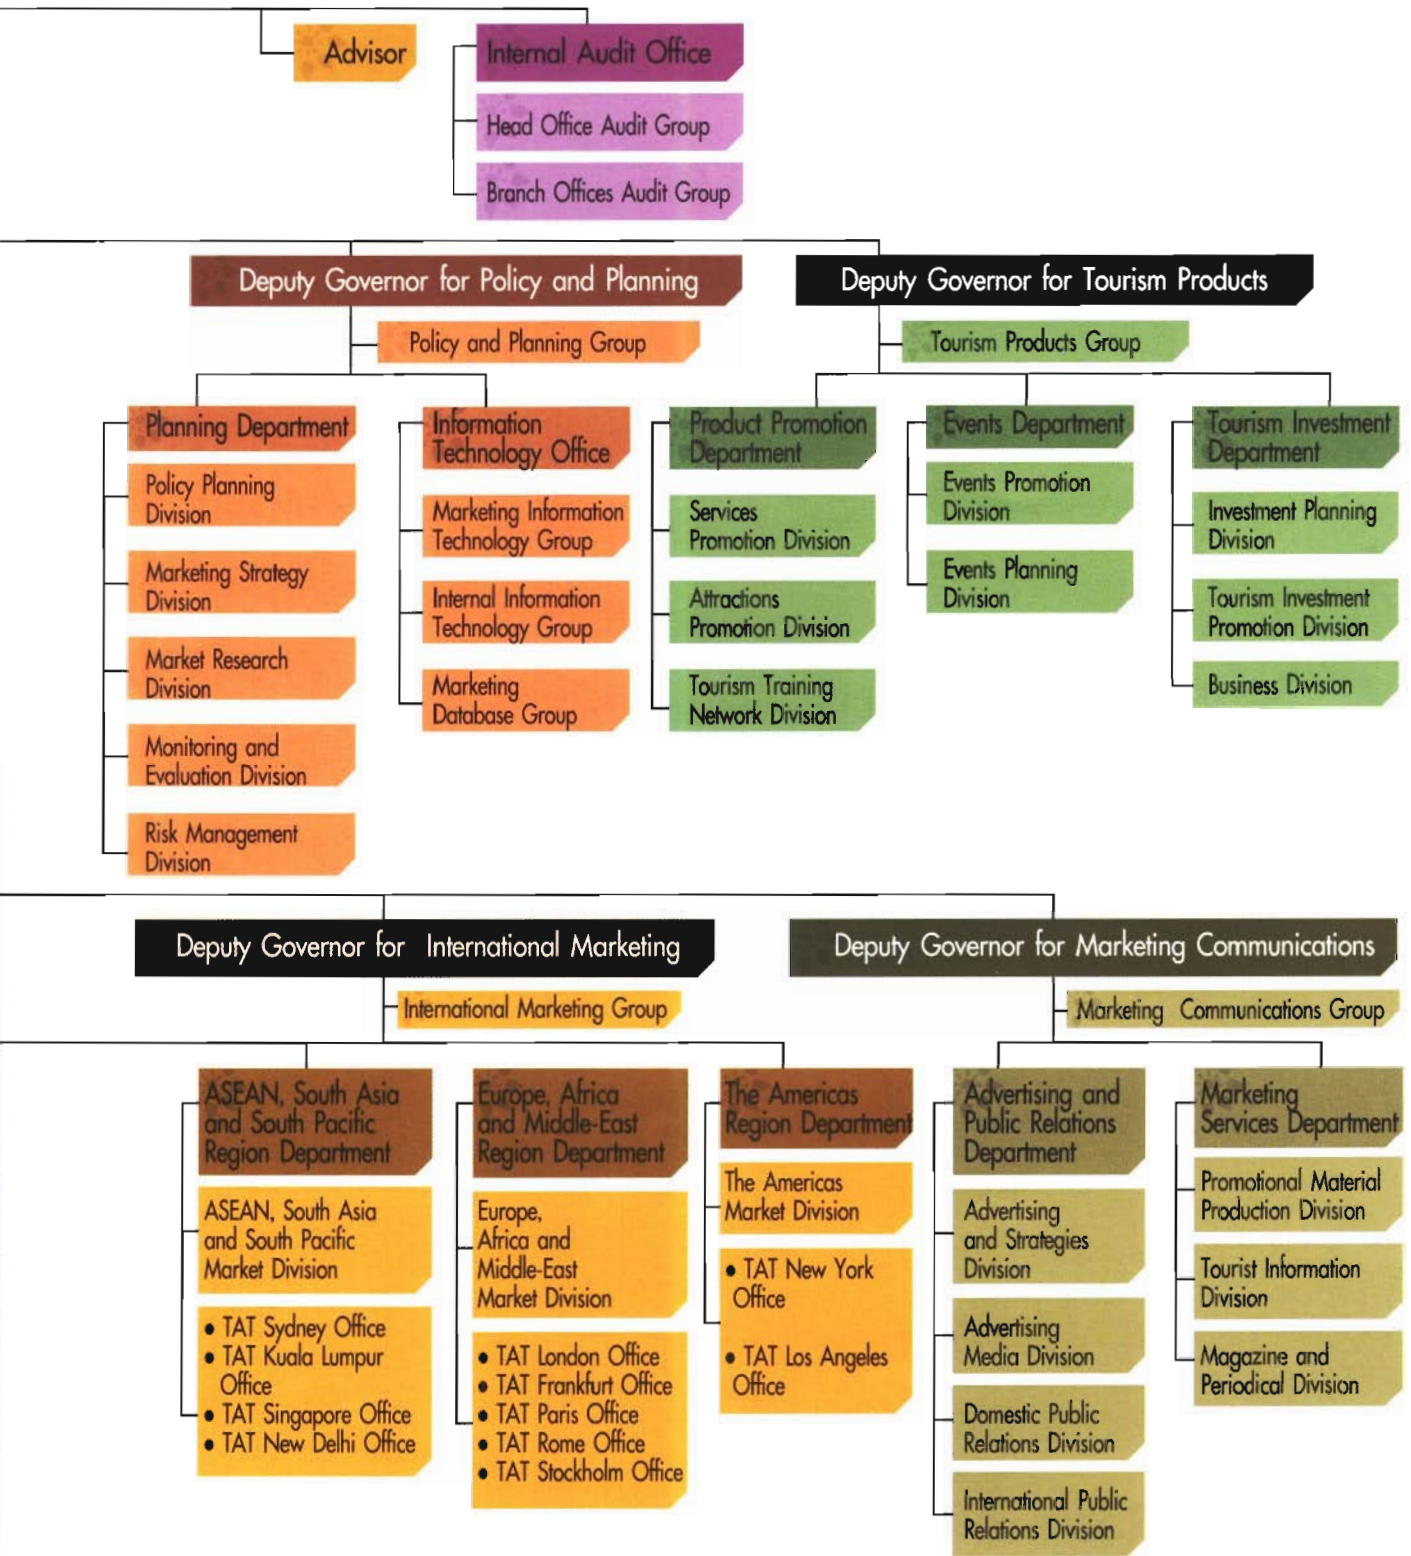 Advisor
Internal Audit Office
Head Office Audit Group
Branch Offices Audit Group
Deputy Governor for Policy and Planning
Policy and Planning Group
Planning Department
Policy Planning
Division
Marketing Strategy
Division
Market Research
Division
Monitoring and
Evaluation Division
Risk Management
Division
Information
Technology Office
Marketing Information
Technology Group
Internal Information
Technology Group
Marketing
Database Group
Deputy Governor for Tourism Products
Tourism Products Group
Product Promotion
Department
Services
Promotion Division
Attractions
Promotion Division
Tourism Training
Network Division
Events Department
Events Promotion
Division
Events Planning
Division
Tourism Investment
Department
Investment Planning
Division
Tourism Investment
Promotion Division
Business Division
Deputy Governor for International Marketing
International Marketing Group
ASEAN, South Asia
and South Pacific
Region Department
ASEAN, South Asia
and South Pacific
Market Division
• TAT Sydney Office
• TAT Kuala Lumpur
Office
• TAT Singapore Office
• TAT New Delhi Office
Europe, Africa
and Middle-East
Region Department
Europe,
Africa and
Middle-East
Market Division
• TAT London Office
• TAT Frankfurt Office
• TAT Paris Office
• TAT Rome Office
• TAT Stockholm Office
The Americas
Region Department
The Americas
Market Division
• TAT New York
Office
• TAT Los Angeles
Office
Deputy Governor for Marketing Communications
Marketing Communications Group
Advertising and
Public Relations
Department
Advertising
and Strategies
Division
Advertising
Media Division
Domestic Public
Relations Division
International Public
Relations Division
Marketing
Services Department
Promotional Material
Production Division
Tourist Information
Division
Magazine and
Periodical Division